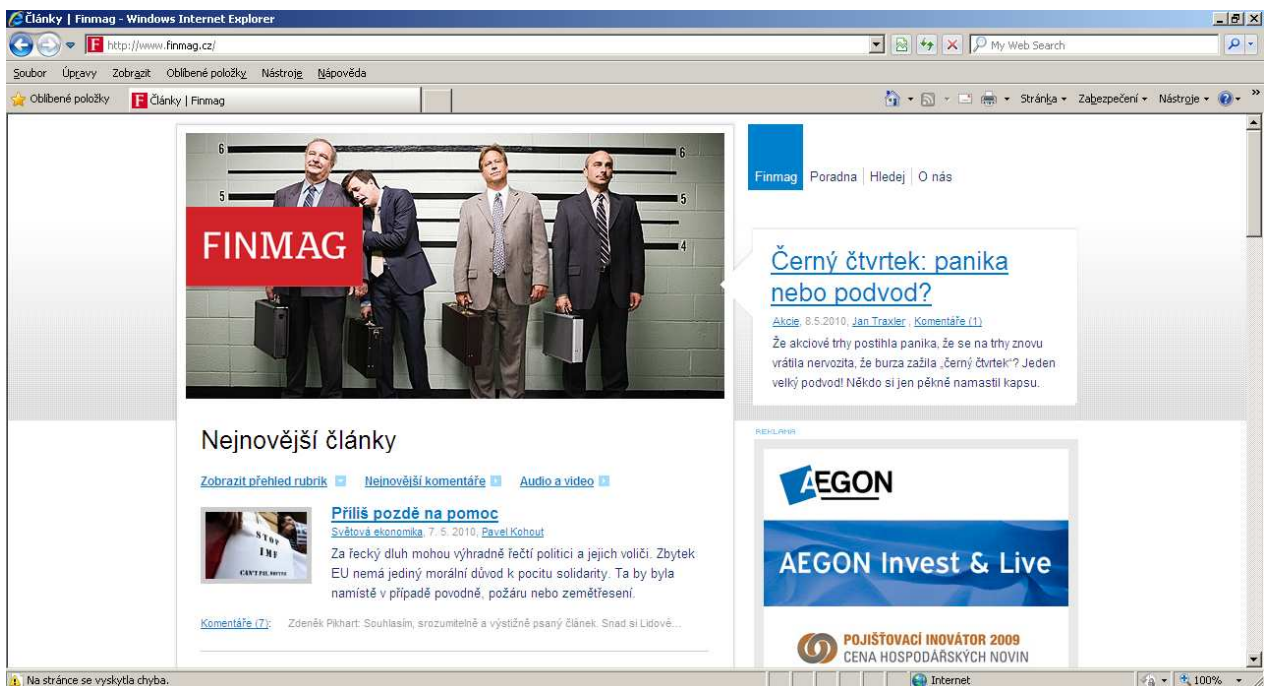 Články | Finmag - Windows Internet Explorer
http://www.finmag.cz/
My Web Search
Soubor Úpravy Zobrazit Oblíbené položky Nástroje Nápověda
Oblíbené položky
Články | Finmag
Stránka
Zabezpečení
Nástroje
6
6
5
5
4
FINMAG
Finmag Poradna Hledej O nás
Černý čtvrtek: panika
nebo podvod?
Akcie, 8.5.2010, Jan Traxler , Komentáře (1)
Že akciové trhy postihla panika, že se na trhy znovu
vrátila nervozita, že burza zažila „černý čtvrtek“? Jeden
velký podvod! Někdo si jen pěkně namastil kapsu.
Nejnovější články
Zobrazit přehled rubrik Nejnovější komentáře Audio a video
STOP
IMF
Příliš pozdě na pomoc
Světová ekonomika, 7. 5. 2010, Pavel Kohout
Za řecký dluh mohou výhradně řečtí politici a jejich voliči. Zbytek
EU nemá jediný morální důvod k pocitu solidarity. Ta by byla
namístě v případě povodně, požáru nebo zemětřesení.
Komentáře (7): Zdeněk Pikhart: Souhlasím, srozumitelně a výstižně psaný článek. Snad si Lidové...
REKLAMA
AEGON
AEGON Invest & Live
POJIŠŤOVACÍ INOVÁTOR 2009
CENA HOSPODÁŘSKÝCH NOVIN
Na stránce se vyskytla chyba.
Internet
100%